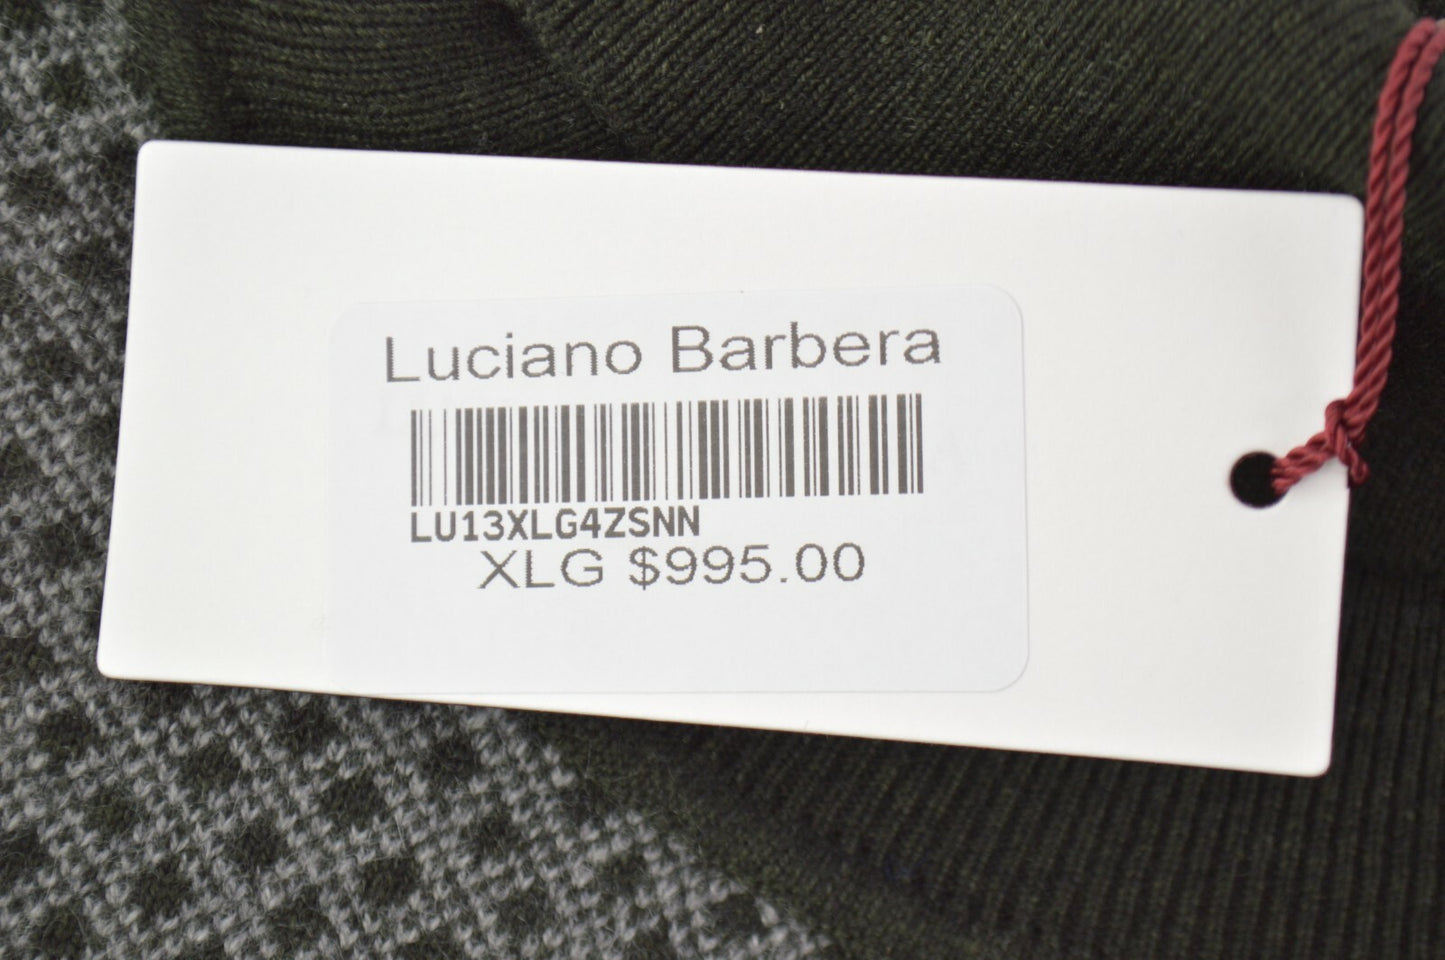 Luciano Barbera
LU13XLG4ZSNN
XLG $995.00